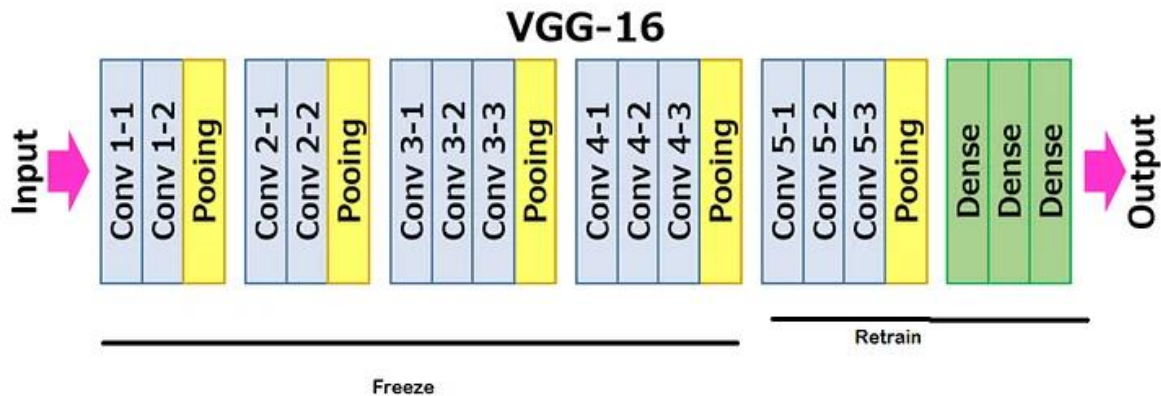 VGG-16
Input
Conv 1-1
Conv 1-2
Pooing
Conv 2-1
Conv 2-2
Pooing
Conv 3-1
Conv 3-2
Conv 3-3
Pooing
Conv 4-1
Conv 4-2
Conv 4-3
Pooing
Conv 5-1
Conv 5-2
Conv 5-3
Pooing
Dense
Dense
Dense
Output
Retrain
Freeze